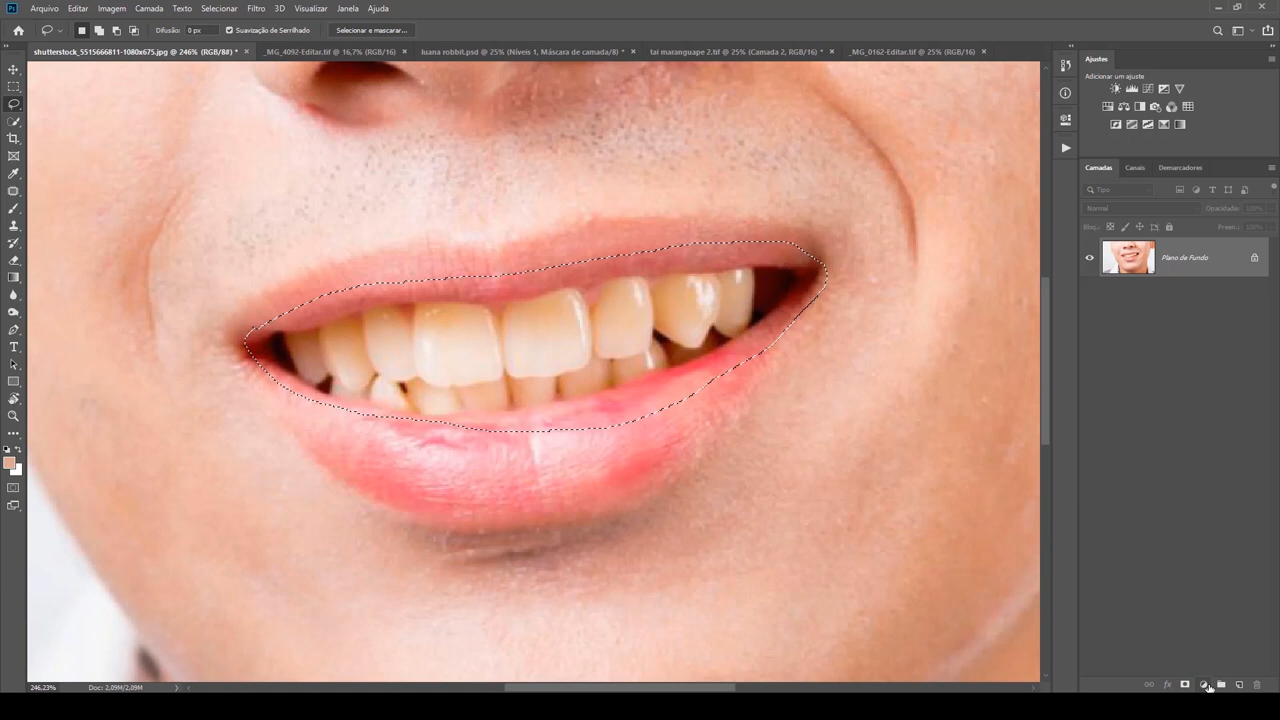 Ps Arquivo Editar Imagem Camada Texto Selecionar Filtro 3D Visualizar Janela Ajuda
Difusão: 0 px Suavização de Serrilhado Selecionar e mascarar...
shutterstock_5515666811-1080x675.jpg @ 246% (RGB/8#) * _MG_4092-Editar.tif @ 16,7% (RGB/16) luana robbit.psd @ 25% (Níveis 1, Máscara de camada/8) * tai maranguape 2.tif @ 25% (Camada 2, RGB/16) * _MG_0162-Editar.tif @ 25% (RGB/16)
Ajustes
Adicionar um ajuste
Camadas Canais Demarcadores
Tipo
Normal Opacidade: 100%
Bloq.: Preen.: 100%
Plano de Fundo
fx
246,23% Doc: 2,09M/2,09M